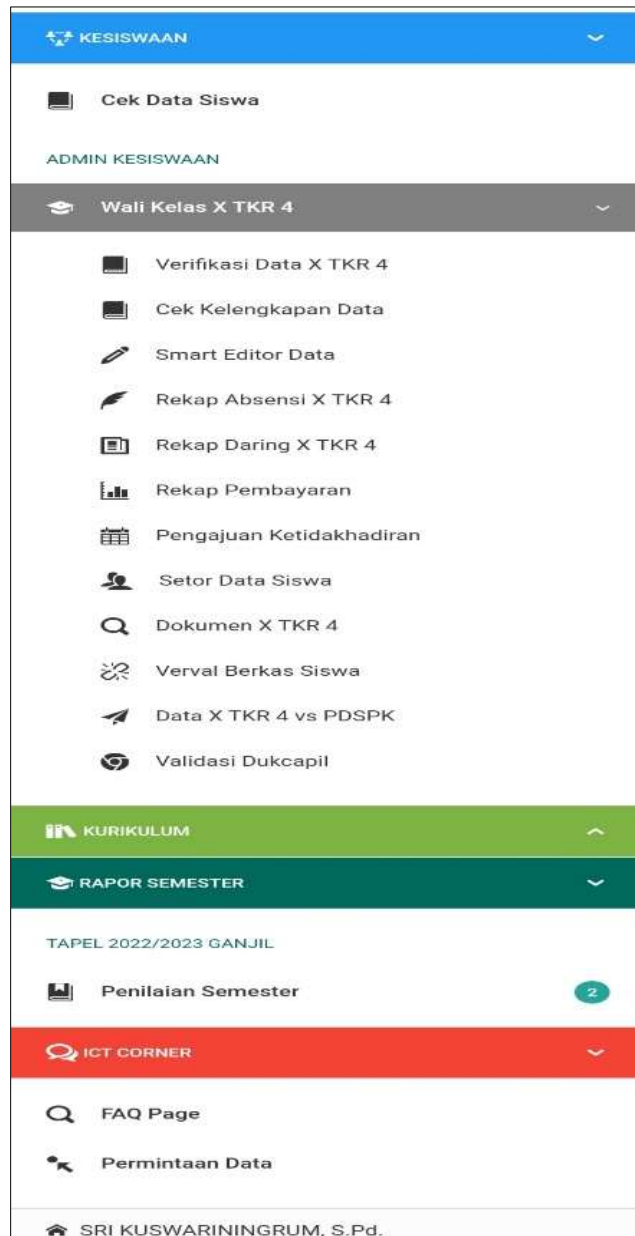 KESISWAAN
Cek Data Siswa
ADMIN KESISWAAN
Wali Kelas X TKR 4
Verifikasi Data X TKR 4
Cek Kelengkapan Data
Smart Editor Data
Rekap Absensi X TKR 4
Rekap Daring X TKR 4
Rekap Pembayaran
Pengajuan Ketidakhadiran
Setor Data Siswa
Dokumen X TKR 4
Verval Berkas Siswa
Data X TKR 4 vs PDSPK
Validasi Dukcapil
KURIKULUM
RAPOR SEMESTER
TAPEL 2022/2023 GANJIL
Penilaian Semester 2
ICT CORNER
FAQ Page
Permintaan Data
SRI KUSWARININGRUM, S.Pd.